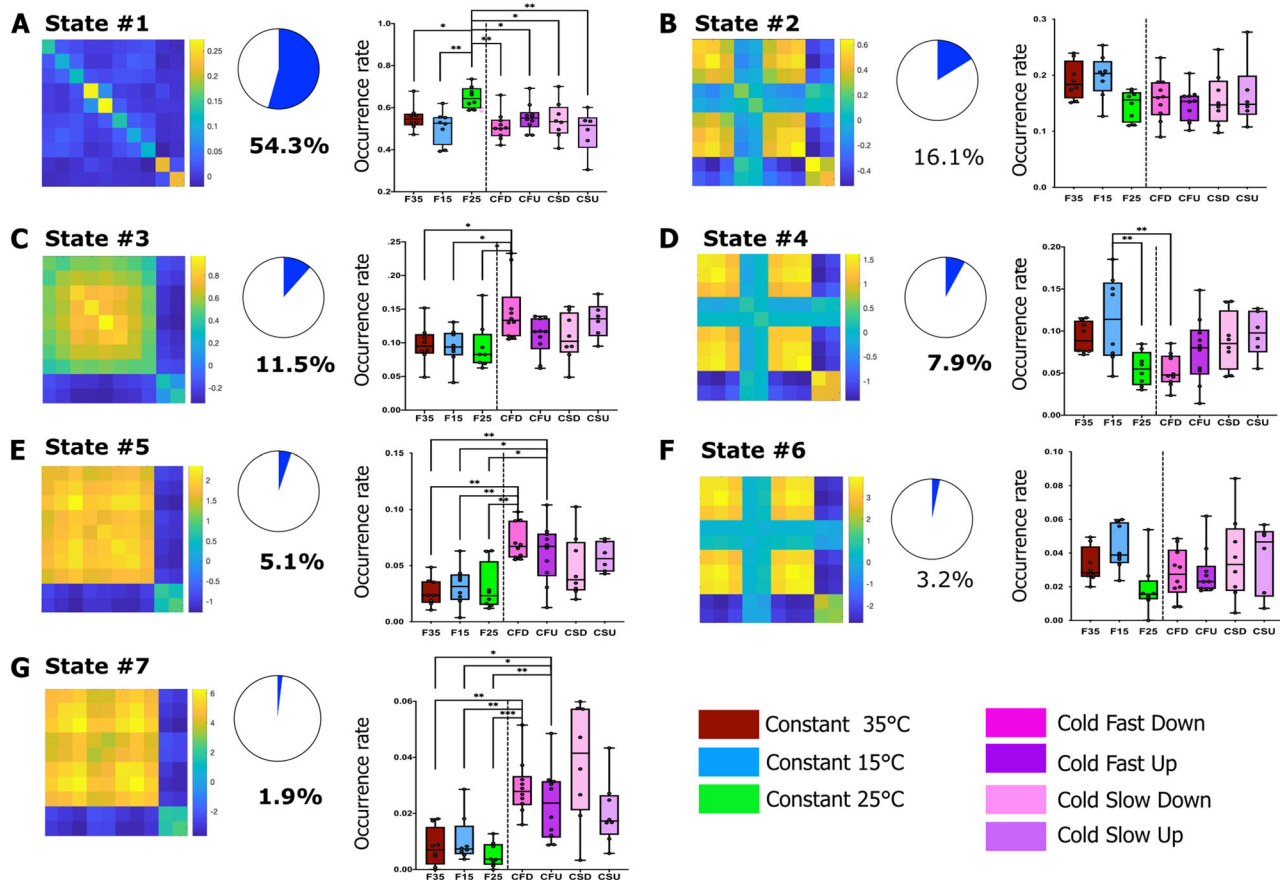 A State #1
0.25
0.2
0.15
0.1
0.05
0
54.3%
Occurrence rate
1.0
0.8
0.6
0.4
0.2
* ** ** * * **
F35 F15 F25 CFD CFU CSD CSU
B State #2
0.6
0.4
0.2
0
-0.2
-0.4
16.1%
Occurrence rate
0.3
0.2
0.1
0.0
F35 F15 F25 CFD CFU CSD CSU
C State #3
0.8
0.6
0.4
0.2
0
-0.2
11.5%
Occurrence rate
0.25
0.20
0.15
0.10
0.05
0.00
* * *
F35 F15 F25 CFD CFU CSD CSU
D State #4
1.5
1
0.5
0
-0.5
-1
7.9%
Occurrence rate
0.20
0.15
0.10
0.05
0.00
** **
F35 F15 F25 CFD CFU CSD CSU
E State #5
2
1.5
1
0.5
0
-0.5
-1
5.1%
Occurrence rate
0.15
0.10
0.05
0.00
** * * ** ** **
F35 F15 F25 CFD CFU CSD CSU
F State #6
3
2
1
0
-1
-2
3.2%
Occurrence rate
0.10
0.08
0.06
0.04
0.02
0.00
F35 F15 F25 CFD CFU CSD CSU
G State #7
6
5
4
3
2
1
0
-1
-2
-3
1.9%
Occurrence rate
0.06
0.04
0.02
0.00
* * ** ** ** ***
F35 F15 F25 CFD CFU CSD CSU
Constant 35°C
Constant 15°C
Constant 25°C
Cold Fast Down
Cold Fast Up
Cold Slow Down
Cold Slow Up